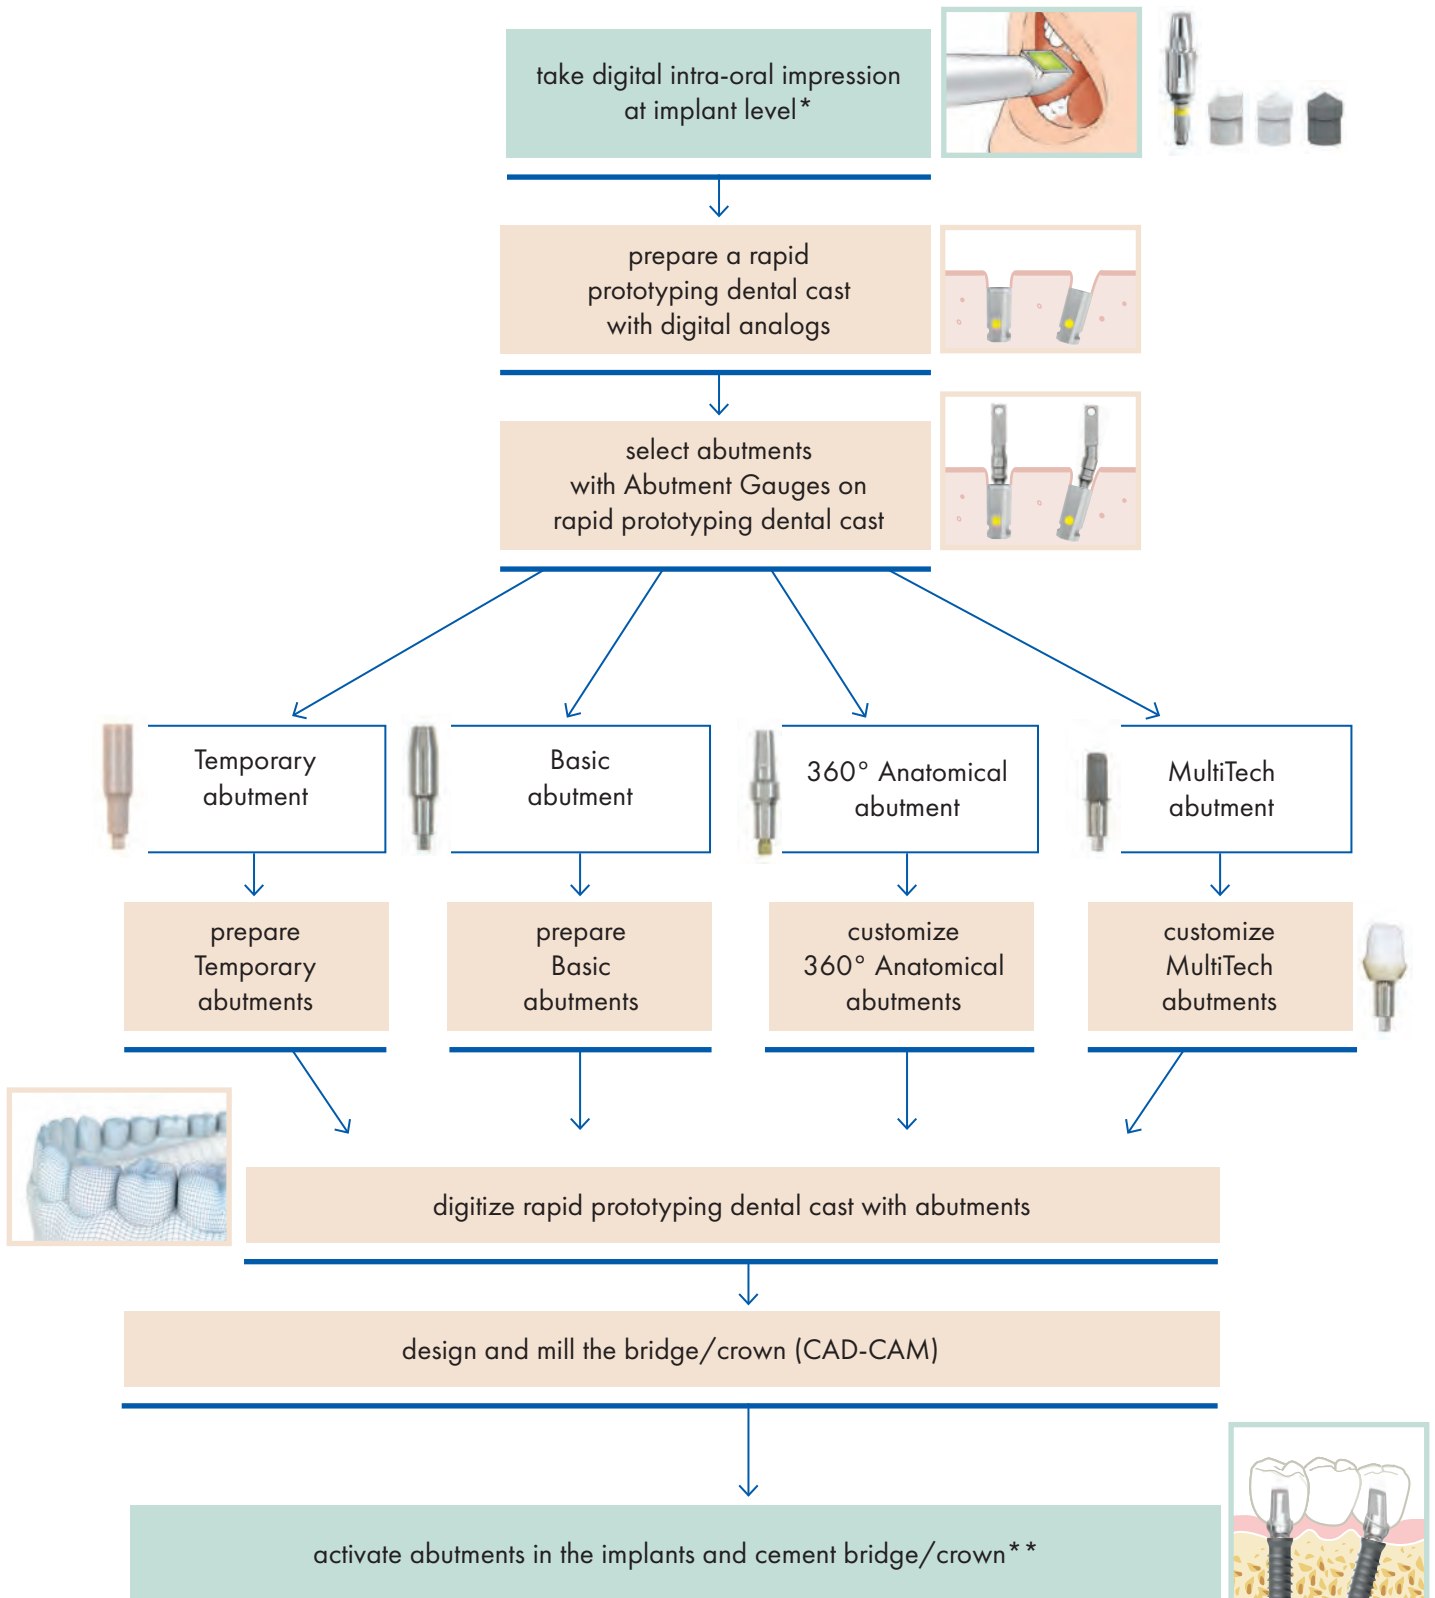 take digital intra-oral impression
at implant level*
prepare a rapid
prototyping dental cast
with digital analogs
select abutments
with Abutment Gauges on
rapid prototyping dental cast
Temporary
abutment
Basic
abutment
360° Anatomical
abutment
MultiTech
abutment
prepare
Temporary
abutments
prepare
Basic
abutments
customize
360° Anatomical
abutments
customize
MultiTech
abutments
digitize rapid prototyping dental cast with abutments
design and mill the bridge/crown (CAD-CAM)
activate abutments in the implants and cement bridge/crown**